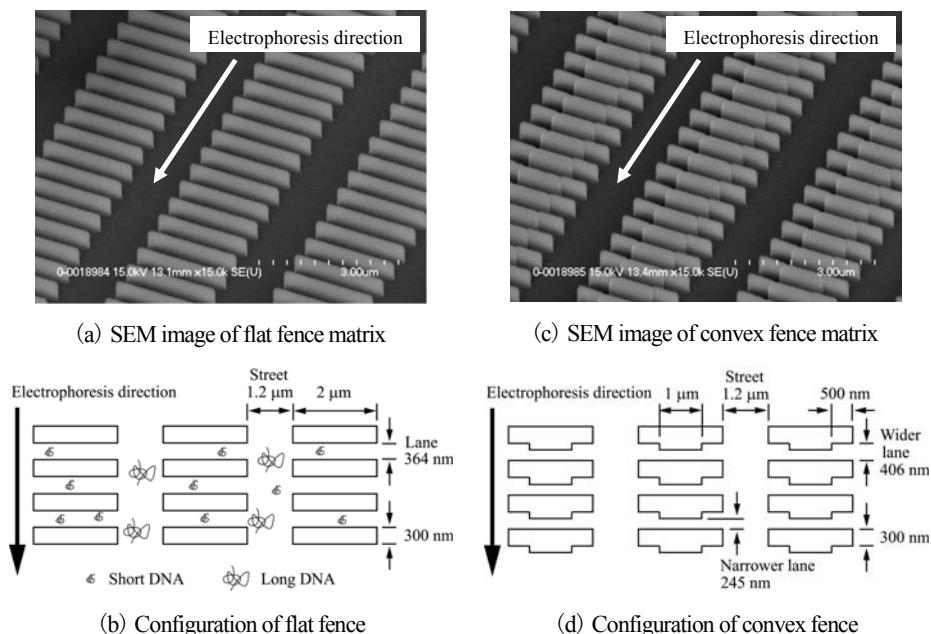 Electrophoresis direction
0-0018984 15.0kV 13.1mm x15.0k SE(U)
3.00um
(a) SEM image of flat fence matrix
Electrophoresis direction
0-0018985 15.0kV 13.4mm x15.0k SE(U)
3.00um
(c) SEM image of convex fence matrix
Electrophoresis direction
Street
1.2 μm
2 μm
Lane
364 nm
300 nm
Short DNA
Long DNA
(b) Configuration of flat fence
Electrophoresis direction
1 μm
Street
1.2 μm
500 nm
Wider
lane
406 nm
300 nm
Narrower lane
245 nm
(d) Configuration of convex fence